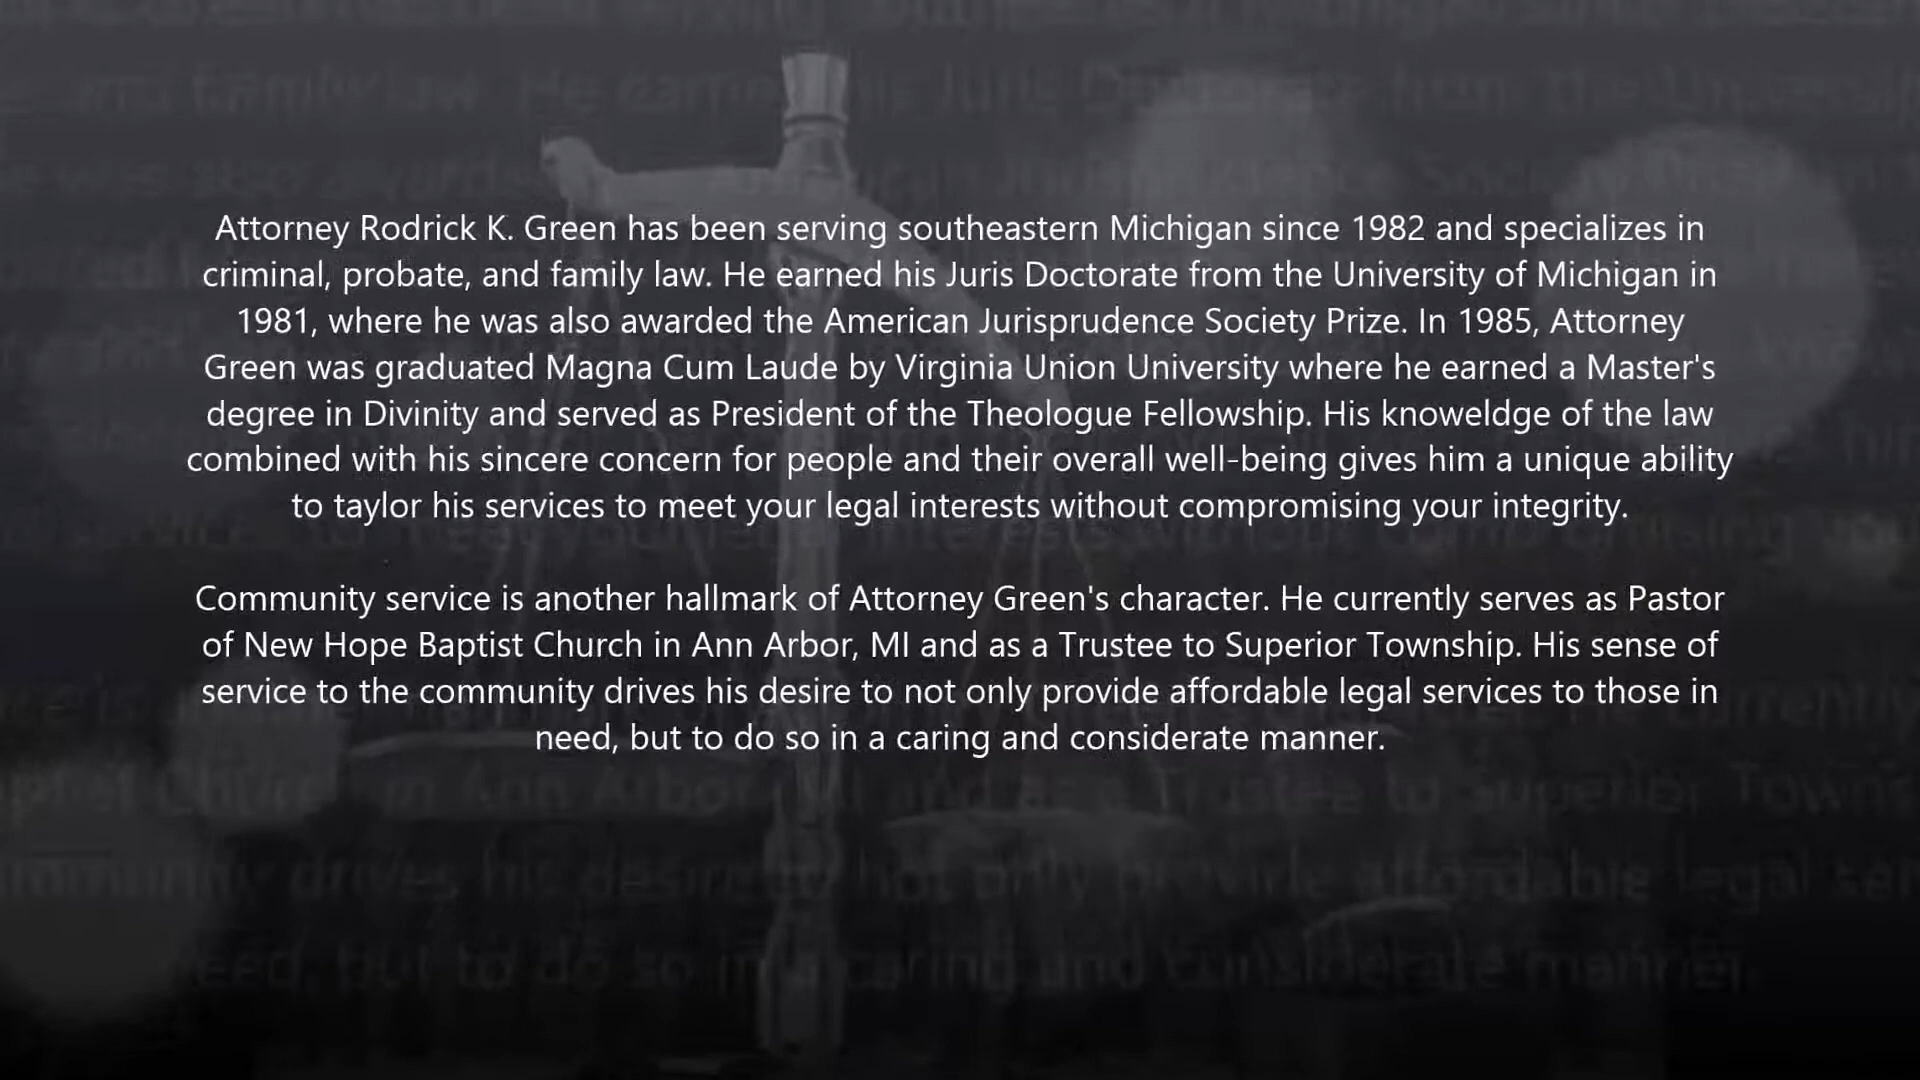 Attorney Rodrick K. Green has been serving southeastern Michigan since 1982 and specializes in
criminal, probate, and family law. He earned his Juris Doctorate from the University of Michigan in
1981, where he was also awarded the American Jurisprudence Society Prize. In 1985, Attorney
Green was graduated Magna Cum Laude by Virginia Union University where he earned a Master's
degree in Divinity and served as President of the Theologue Fellowship. His knoweldge of the law
combined with his sincere concern for people and their overall well-being gives him a unique ability
to taylor his services to meet your legal interests without compromising your integrity.
Community service is another hallmark of Attorney Green's character. He currently serves as Pastor
of New Hope Baptist Church in Ann Arbor, MI and as a Trustee to Superior Township. His sense of
service to the community drives his desire to not only provide affordable legal services to those in
need, but to do so in a caring and considerate manner.